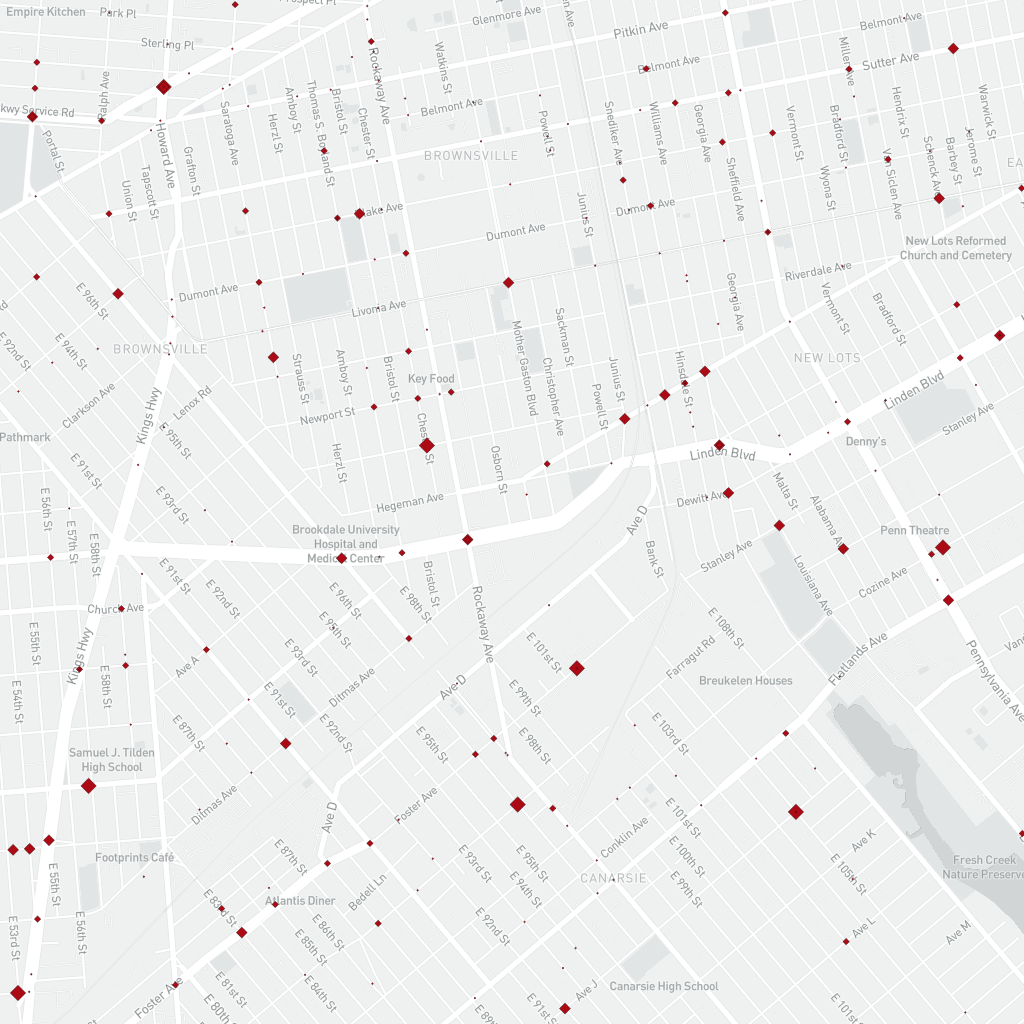 Empire Kitchen
Park Pl
Prospect Pl
Glenmore Ave
Pitkin Ave
Belmont Ave
Sterling Pl
Rockaway Ave
Watkins St
Belmont Ave
Sutter Ave
Miller Ave
kwy Service Rd
Ralph Ave
Saratoga Ave
Amboy St
Thomas S. Boyland St
Bristol St
Chester St
Herzl St
Belmont Ave
Powell St
Snediker Ave
Williams Ave
Georgia Ave
Vermont St
Bradford St
Hendrix St
Warwick St
Jerome St
Barbey St
Schenck Ave
Van Siclen Ave
Portal St
Howard Ave
Grafton St
Tapscott St
Union St
BROWNSVILLE
Sheffield Ave
Wyona St
EA
Blake Ave
Junius St
Dumont Ave
Dumont Ave
New Lots Reformed
Church and Cemetery
E 96th St
Dumont Ave
Livonia Ave
Riverdale Ave
Georgia Ave
Vermont St
Bradford St
E 94th St
E 92nd St
BROWNSVILLE
Strauss St
Amboy St
Bristol St
Key Food
Mother Gaston Blvd
Sackman St
Christopher Ave
Junius St
Powell St
Hinsdale St
NEW LOTS
Linden Blvd
Clarkson Ave
Lenox Rd
Kings Hwy
Newport St
Chester St
Stanley Ave
Pathmark
E 95th St
Herzl St
Osborn St
Linden Blvd
Denny's
E 91st St
E 93rd St
Hegeman Ave
Dewitt Ave
Malta St
Alabama Ave
E 56th St
E 57th St
E 58th St
Brookdale University
Hospital and
Medical Center
Ave D
Bank St
Stanley Ave
Penn Theatre
E 91st St
E 92nd St
E 96th St
E 98th St
Bristol St
Louisiana Ave
Cozine Ave
Church Ave
E 95th St
Rockaway Ave
E 108th St
E 55th St
Kings Hwy
E 58th St
Ave A
E 93rd St
E 101st St
Farragut Rd
Flatlands Ave
Vand
Pennsylvania Ave
E 54th St
Ditmas Ave
Ave D
E 99th St
Breukelen Houses
E 91st St
E 92nd St
E 87th St
E 95th St
E 98th St
E 103rd St
Samuel J. Tilden
High School
Ditmas Ave
Ave D
Foster Ave
E 101st St
Conklin Ave
Ave K
E 100th St
E 105th St
Footprints Café
E 87th St
E 93rd St
E 95th St
E 94th St
CANARSIE
E 99th St
Fresh Creek
Nature Preserve
E 55th St
E 56th St
E 53rd St
E 83rd St
Atlantis Diner
Bedell Ln
E 92nd St
E 86th St
E 85th St
Ave L
Ave M
E 81st St
E 84th St
Foster Ave
E 80th St
E 89th St
Ave J
Canarsie High School
E 101st St